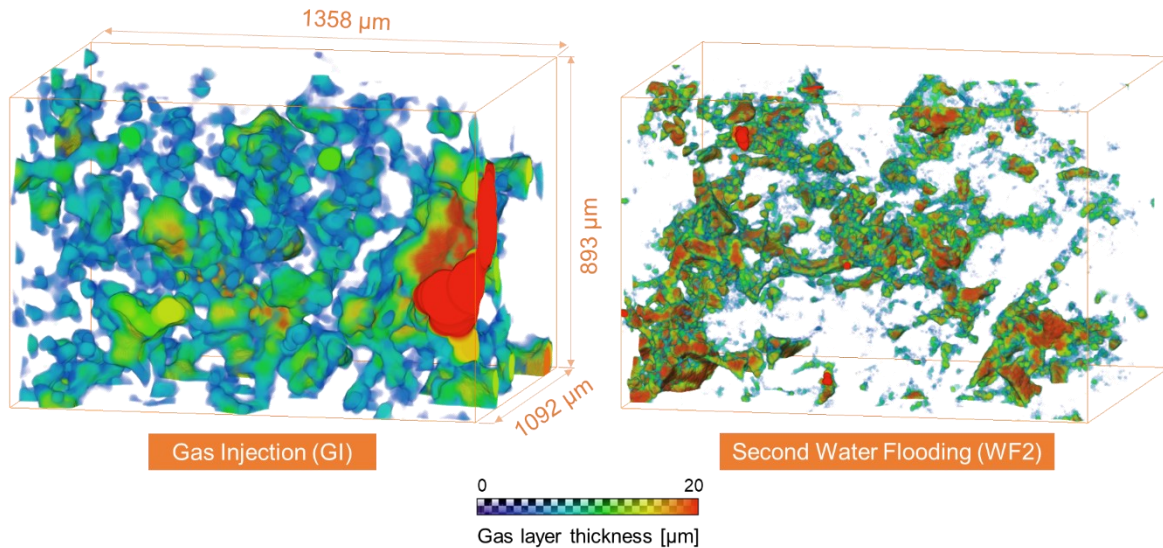 1358 µm
893 µm
1092 µm
Gas Injection (GI)
Second Water Flooding (WF2)
0 20
Gas layer thickness [µm]